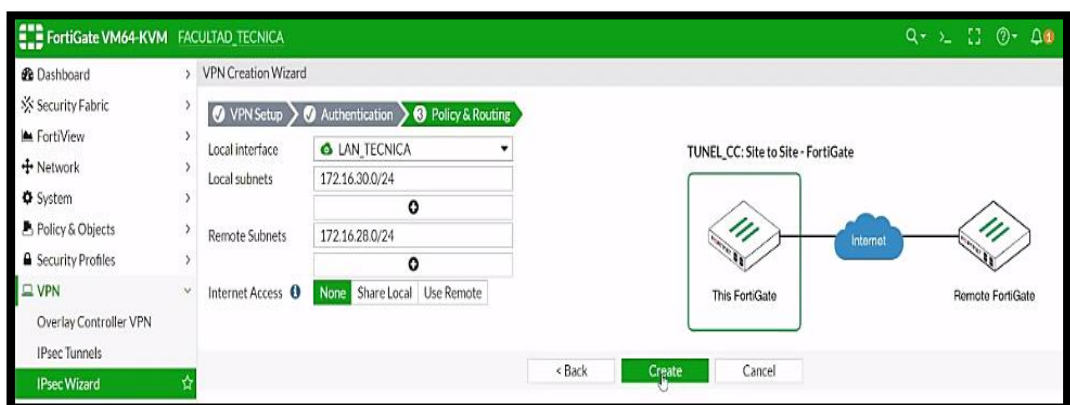 FortiGate VM64-KVM FACULTAD_TECNICA
Dashboard
Security Fabric
FortiView
Network
System
Policy & Objects
Security Profiles
VPN
Overlay Controller VPN
IPsec Tunnels
IPsec Wizard
VPN Creation Wizard
VPN Setup Authentication 3 Policy & Routing
Local interface LAN_TECNICA
Local subnets 172.16.30.0/24
Remote Subnets 172.16.28.0/24
Internet Access None Share Local Use Remote
TUNEL_CC: Site to Site - FortiGate
Internet
This FortiGate
Remote FortiGate
< Back Create Cancel